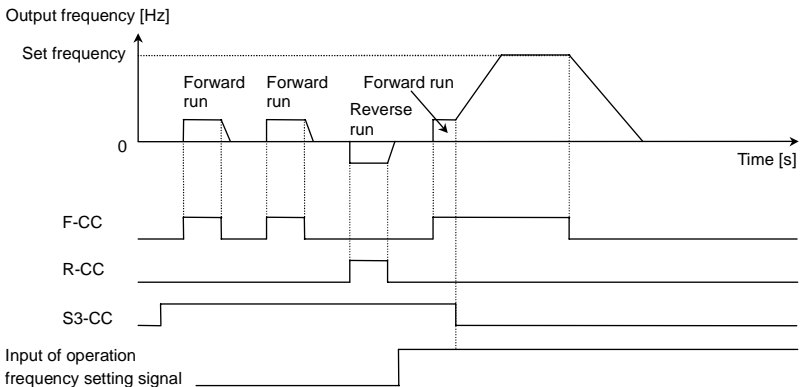 Output frequency [Hz]
Set frequency
Forward
run
Forward
run
Forward run
Reverse
run
0
Time [s]
F-CC
R-CC
S3-CC
Input of operation
frequency setting signal